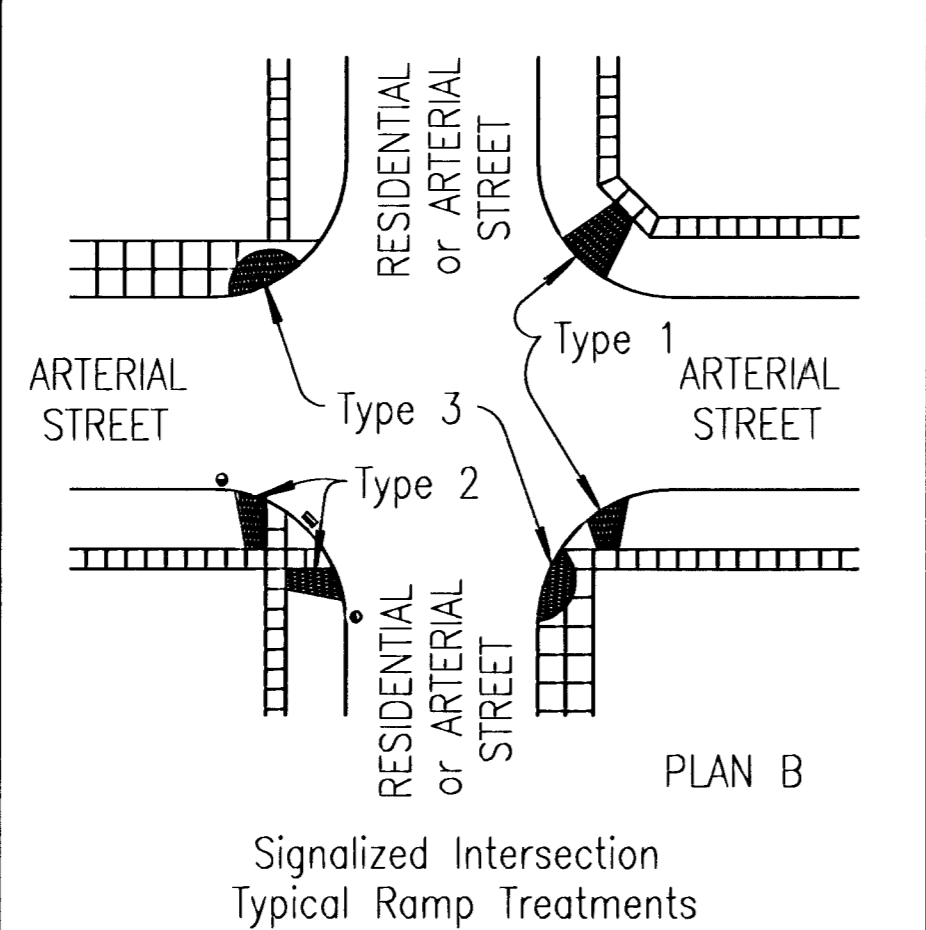 RESIDENTIAL
or ARTERIAL
STREET
Type 1
ARTERIAL
STREET
ARTERIAL
STREET
Type 3
Type 2
RESIDENTIAL
or ARTERIAL
STREET
PLAN B
Signalized Intersection
Typical Ramp Treatments